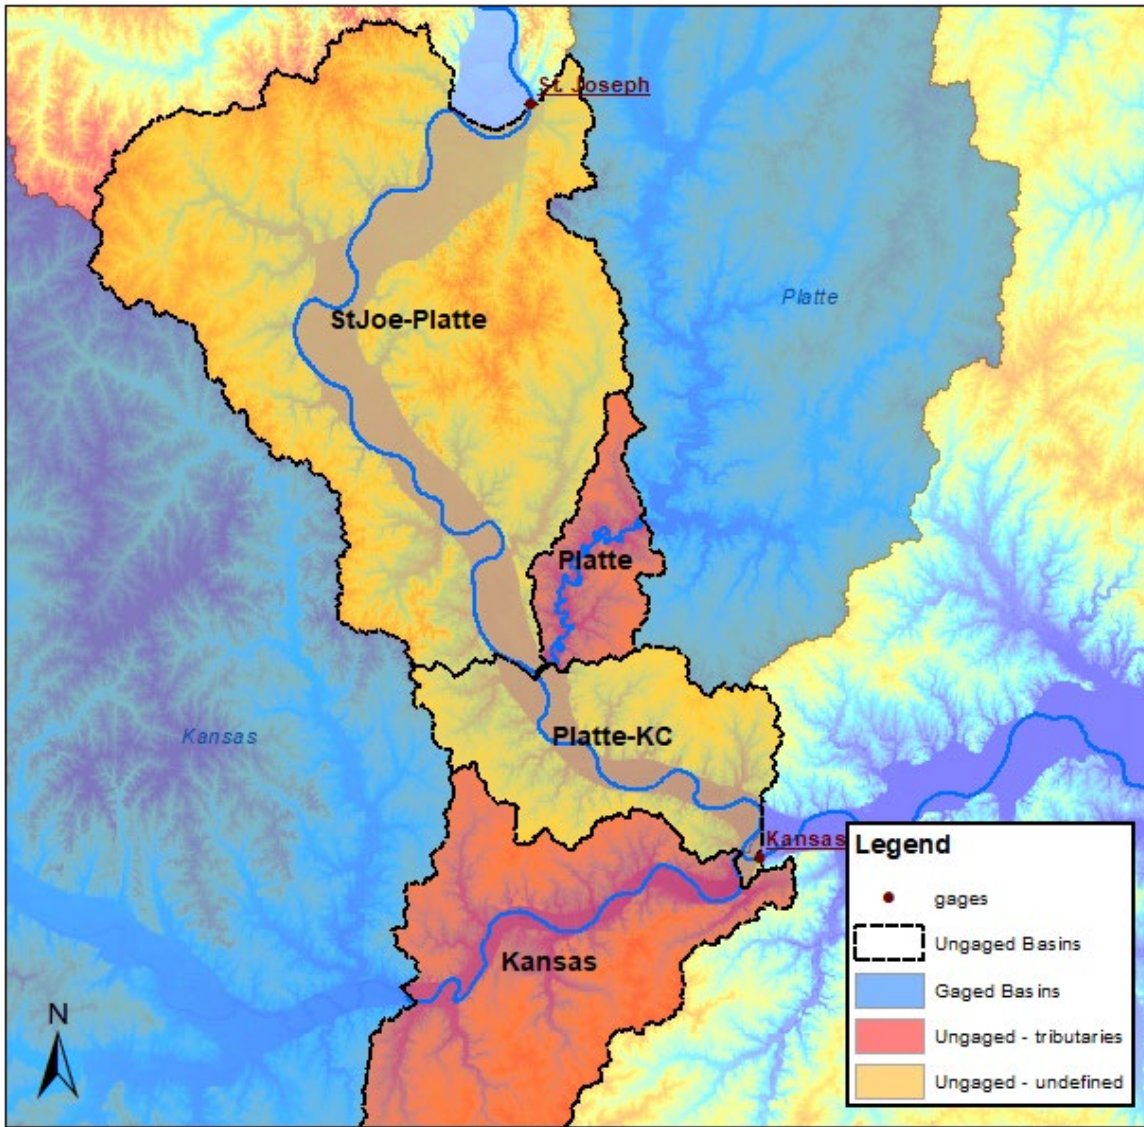 St. Joseph
Platte
StJoe-Platte
Platte
Kansas
Platte-KC
Kansas
Kansas
N
Legend
gages
Ungaged Basins
Gaged Basins
Ungaged - tributaries
Ungaged - undefined